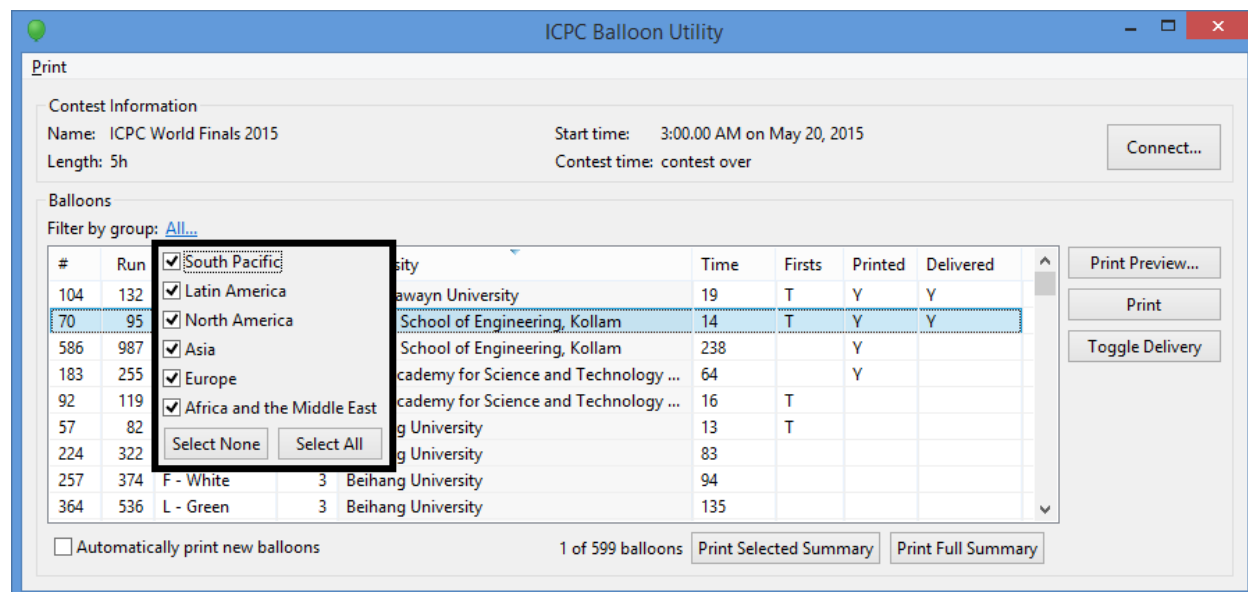 ICPC Balloon Utility
Print
Contest Information
Name: ICPC World Finals 2015 Start time: 3:00.00 AM on May 20, 2015
Connect...
Length: 5h Contest time: contest over
Balloons
Filter by group: All...
# Run South Pacific sity Time Firsts Printed Delivered Print Preview...
104 132 Latin America awayn University 19 T Y Y
Print
70 95 North America School of Engineering, Kollam 14 T Y Y
586 987 Asia School of Engineering, Kollam 238 Y Toggle Delivery
183 255 Europe cademy for Science and Technology ... 64 Y
92 119 Africa and the Middle East cademy for Science and Technology ... 16 T
57 82 g University 13 T
Select None Select All
224 322 g University 83
257 374 F - White 3 Beihang University 94
364 536 L - Green 3 Beihang University 135
Automatically print new balloons 1 of 599 balloons Print Selected Summary Print Full Summary